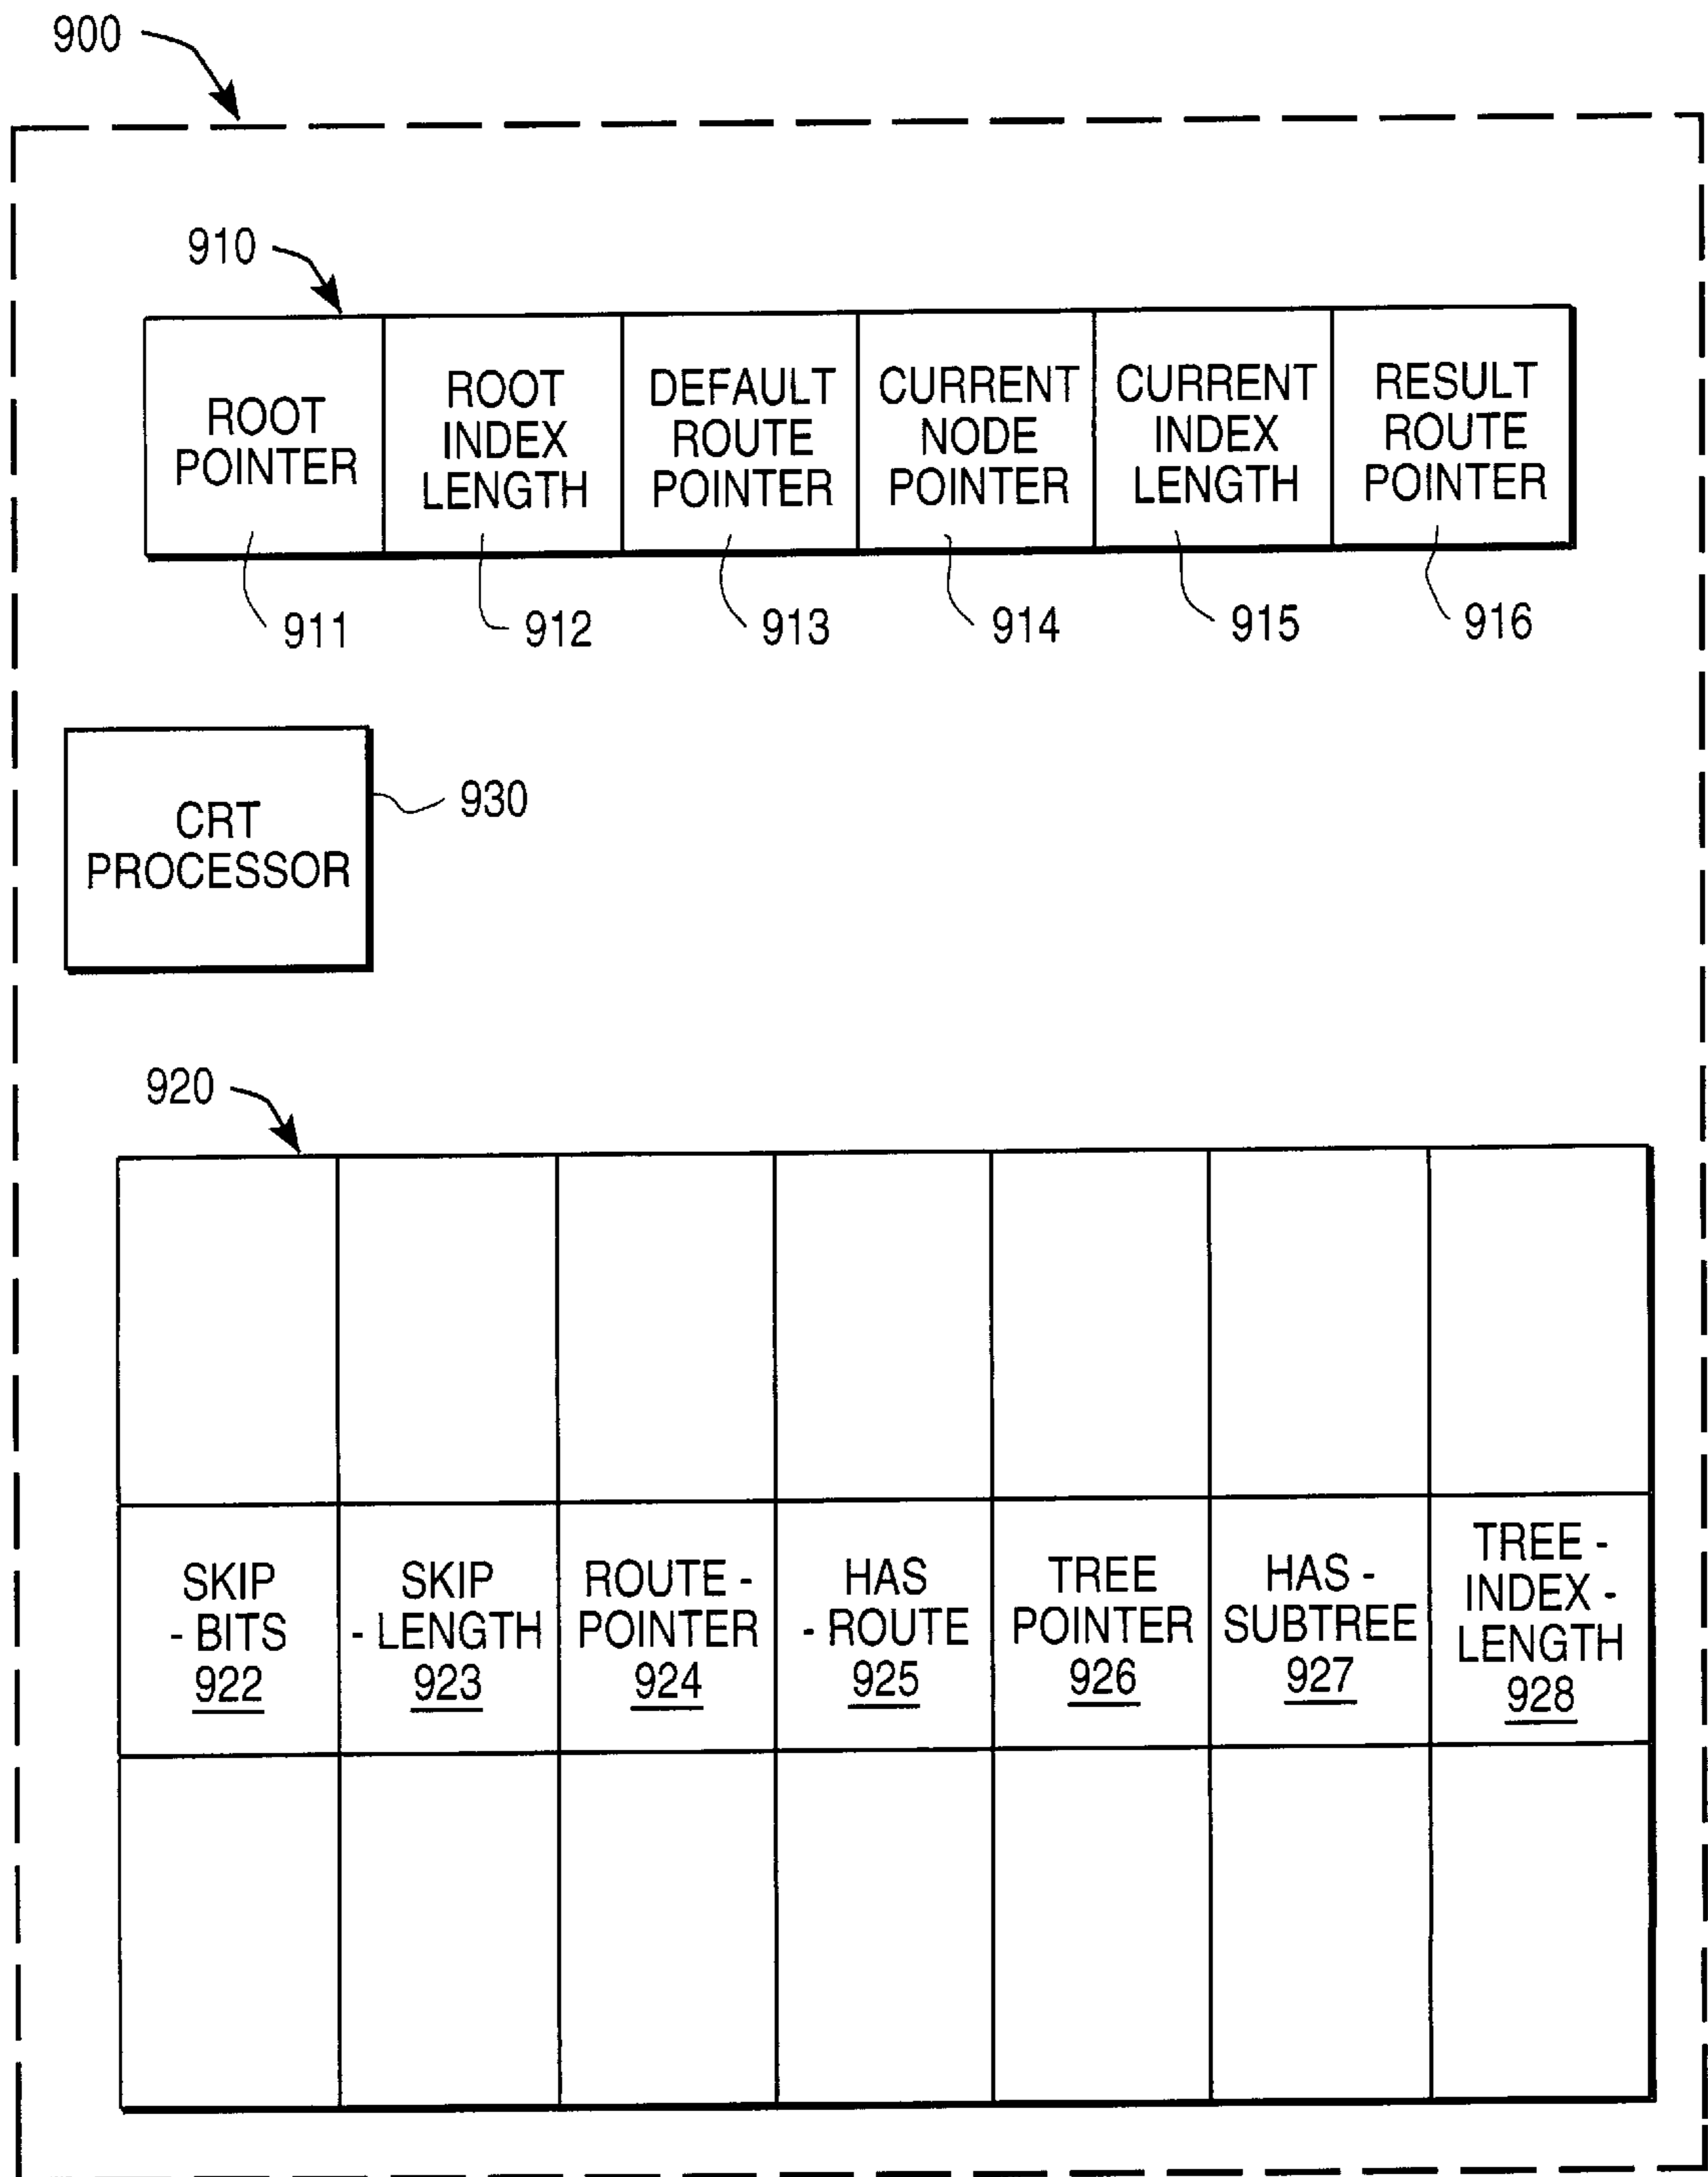 900
910
ROOT
POINTER
ROOT
INDEX
LENGTH
DEFAULT
ROUTE
POINTER
CURRENT
NODE
POINTER
CURRENT
INDEX
LENGTH
RESULT
ROUTE
POINTER
911
912
913
914
915
916
CRT
PROCESSOR
930
920
SKIP
- BITS
922
SKIP
- LENGTH
923
ROUTE -
POINTER
924
HAS
- ROUTE
925
TREE
POINTER
926
HAS -
SUBTREE
927
TREE -
INDEX -
LENGTH
928